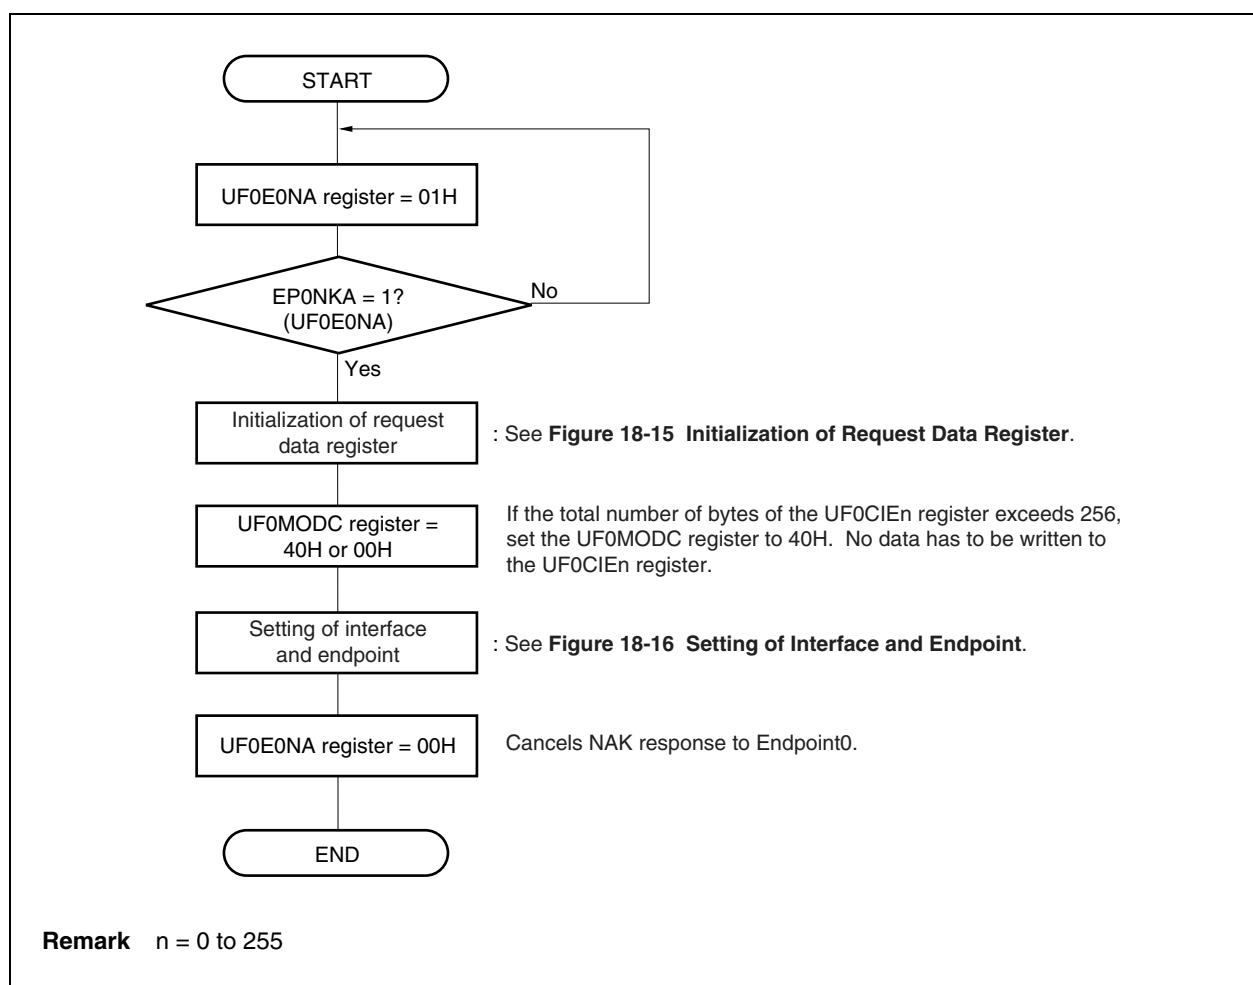 START
UF0E0NA register = 01H
EP0NKA = 1?
(UF0E0NA)
No
Yes
Initialization of request
data register
: See Figure 18-15  Initialization of Request Data Register.
UF0MODC register =
40H or 00H
If the total number of bytes of the UF0CIEn register exceeds 256,
set the UF0MODC register to 40H.  No data has to be written to
the UF0CIEn register.
Setting of interface
and endpoint
: See Figure 18-16  Setting of Interface and Endpoint.
UF0E0NA register = 00H
Cancels NAK response to Endpoint0.
END
Remark  n = 0 to 255